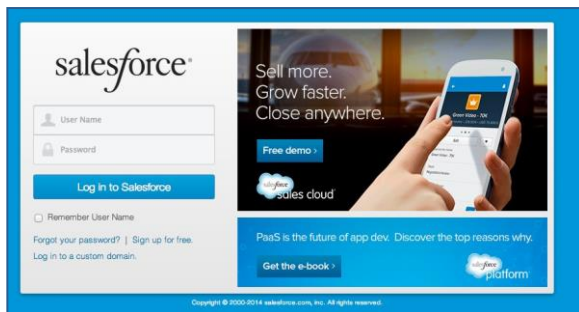 salesforce
User Name
Password
Log in to Salesforce
Remember User Name
Forgot your password? | Sign up for free.
Log in to a custom domain.
Sell more.
Grow faster.
Close anywhere.
Free demo ›
salesforce
sales cloud
Green Video - 70K
PaaS is the future of app dev. Discover the top reasons why.
Get the e-book ›
salesforce
platform
Copyright © 2000-2014 salesforce.com, inc. All rights reserved.